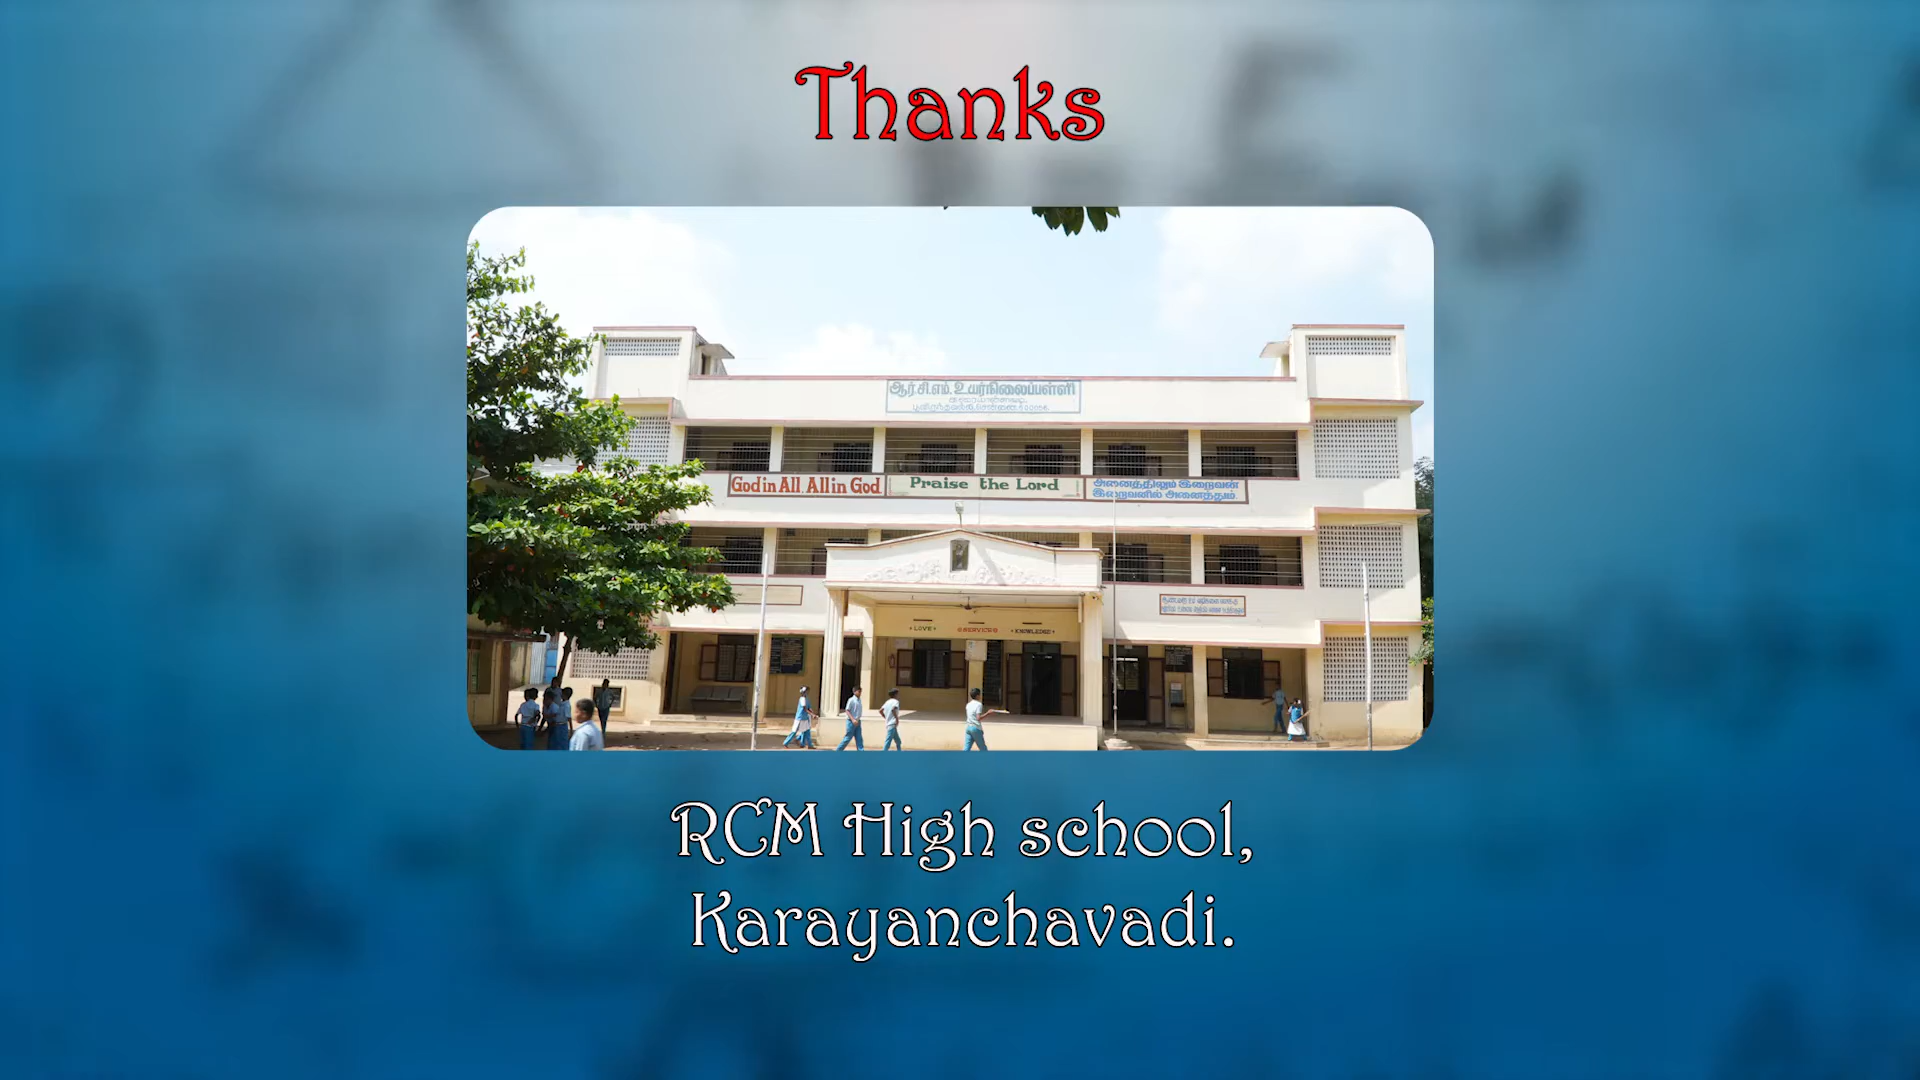 Thanks
ஆர்.சி.எம். உயர்நிலைப்பள்ளி
God in All All in God
Praise the Lord
அனைத்திலும் இறைவன்
இறைவனில் அனைத்தும்.
LOVE
SERVICE
KNOWLEDGE
RCM High school,
Karayanchavadi.